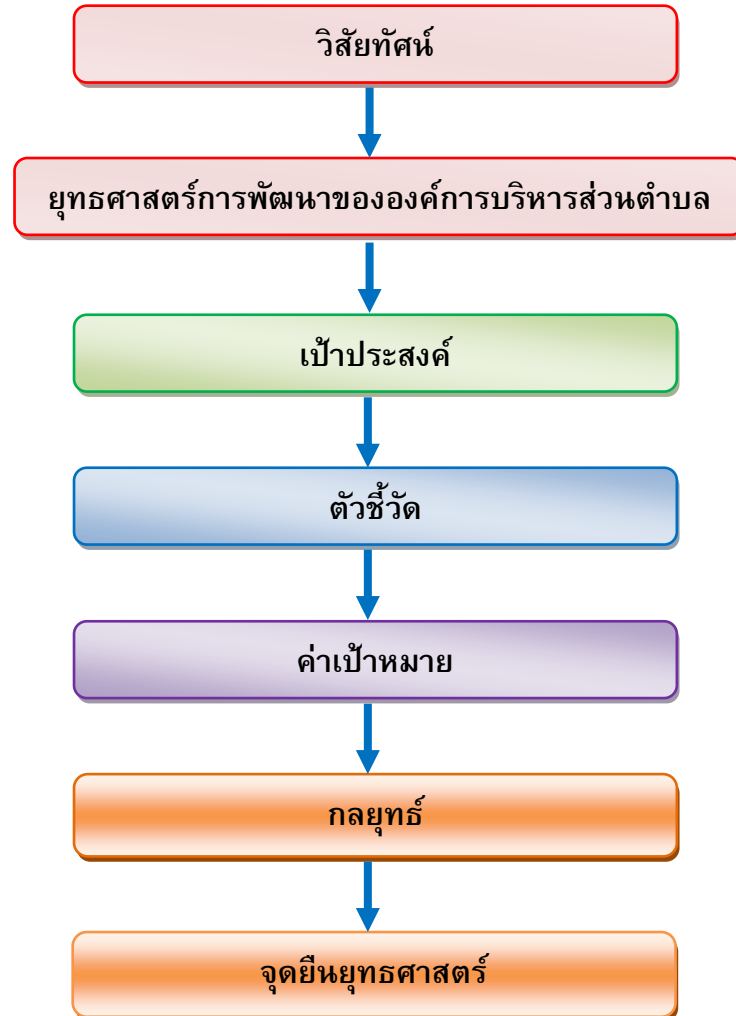 วิสัยทัศน์
ยุทธศาสตร์การพัฒนาขององค์การบริหารส่วนตำบล
เป้าประสงค์
ตัวชี้วัด
ค่าเป้าหมาย
กลยุทธ์
จุดยืนยุทธศาสตร์